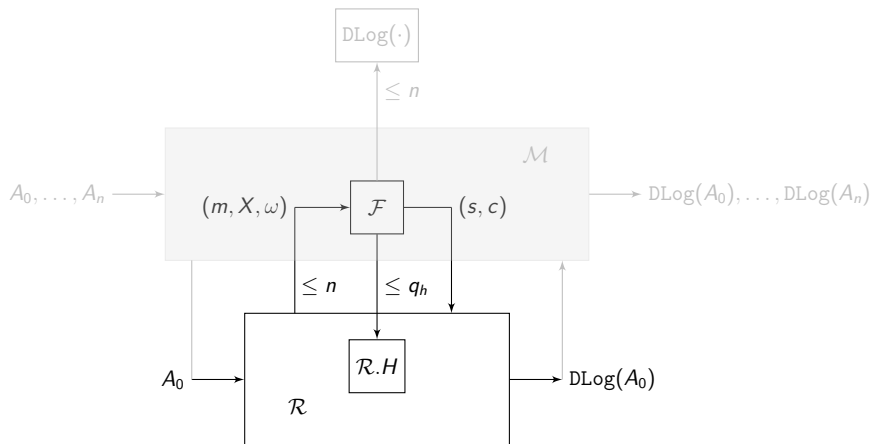 DLog(·)
≤ n
M
A₀, …, Aₙ
(m, X, ω)
F
(s, c)
DLog(A₀), …, DLog(Aₙ)
≤ n
≤ qₕ
A₀
R.H
DLog(A₀)
R